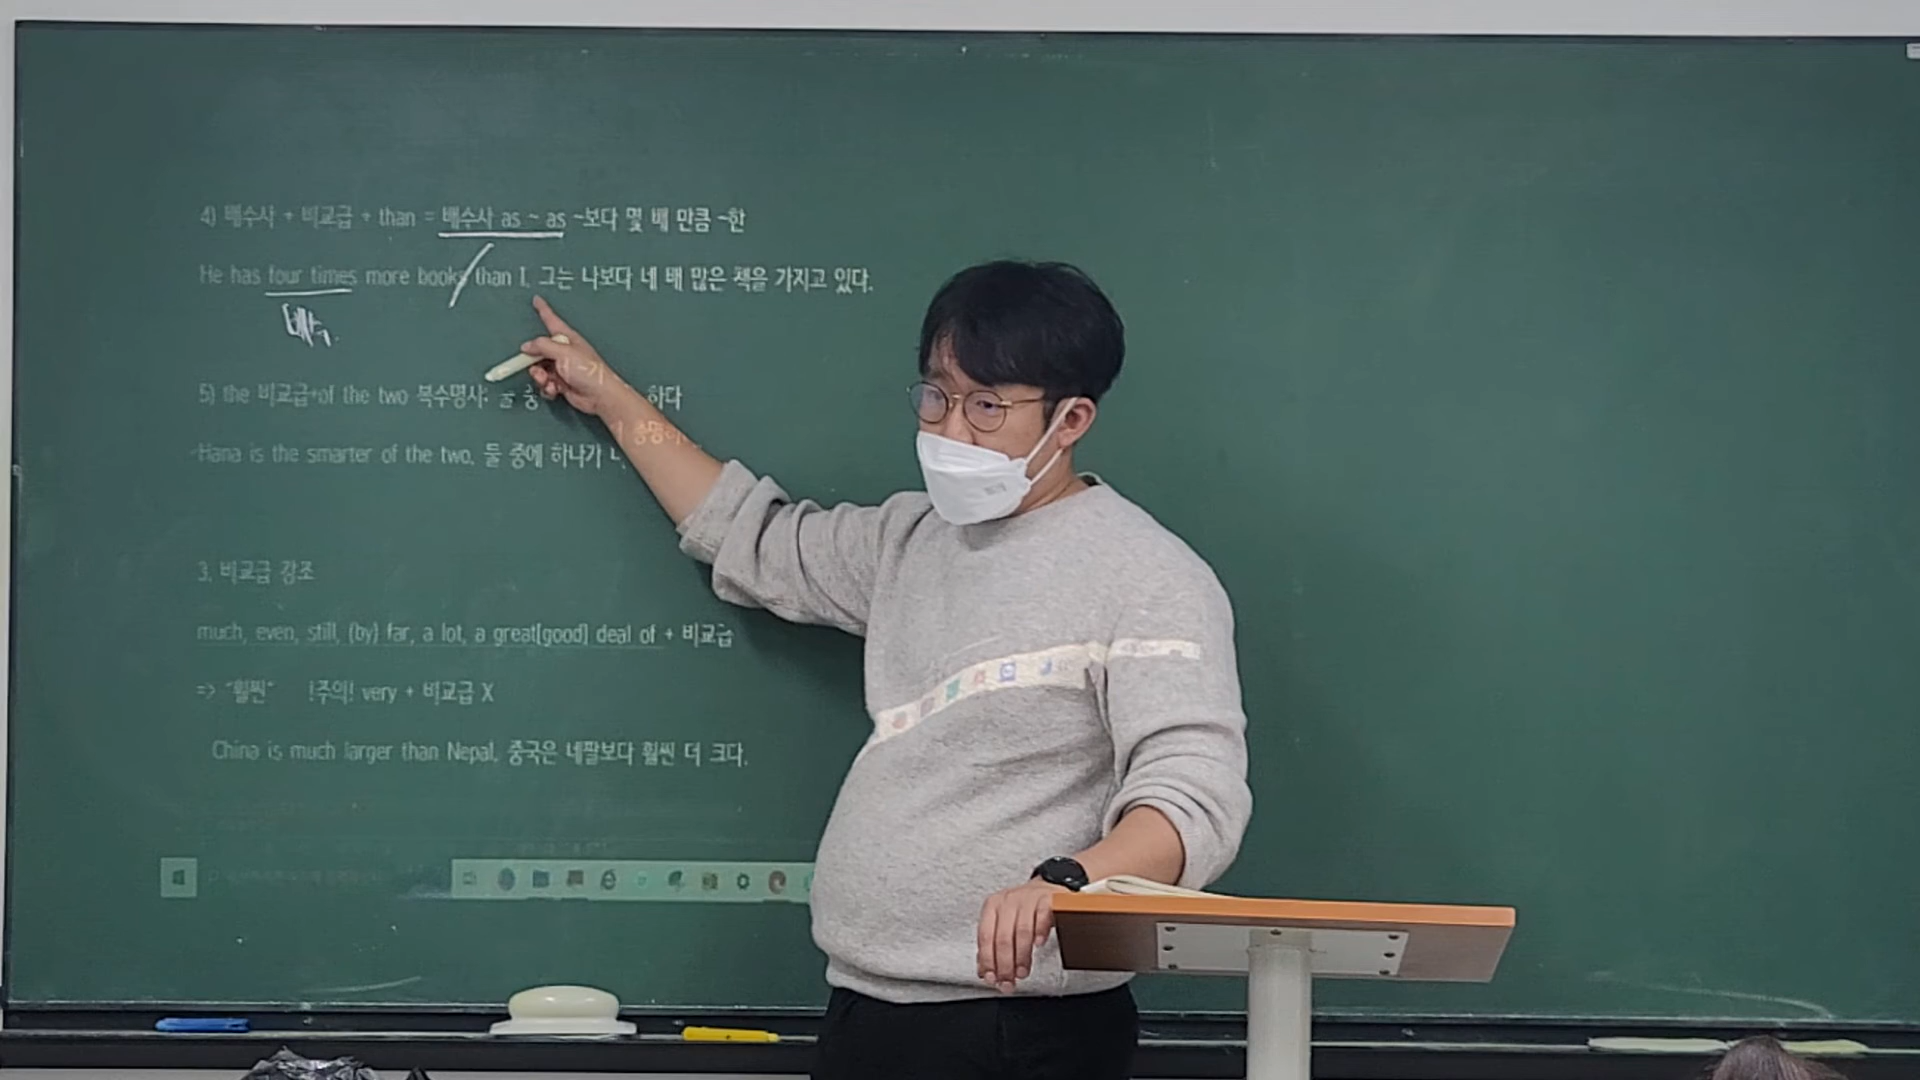 4) 배수사 + 비교급 + than = 배수사 as ~ as ~보다 몇 배 만큼 ~한
He has four times more books than I. 그는 나보다 네 배 많은 책을 가지고 있다.
배수.
5) the 비교급+of the two 복수명사: 둘 중 하다
Hana is the smarter of the two. 둘 중에 하나가
3. 비교급 강조
much, even, still, (by) far, a lot, a great[good] deal of + 비교급
=> "훨씬" !주의! very + 비교급 X
China is much larger than Nepal. 중국은 네팔보다 훨씬 더 크다.